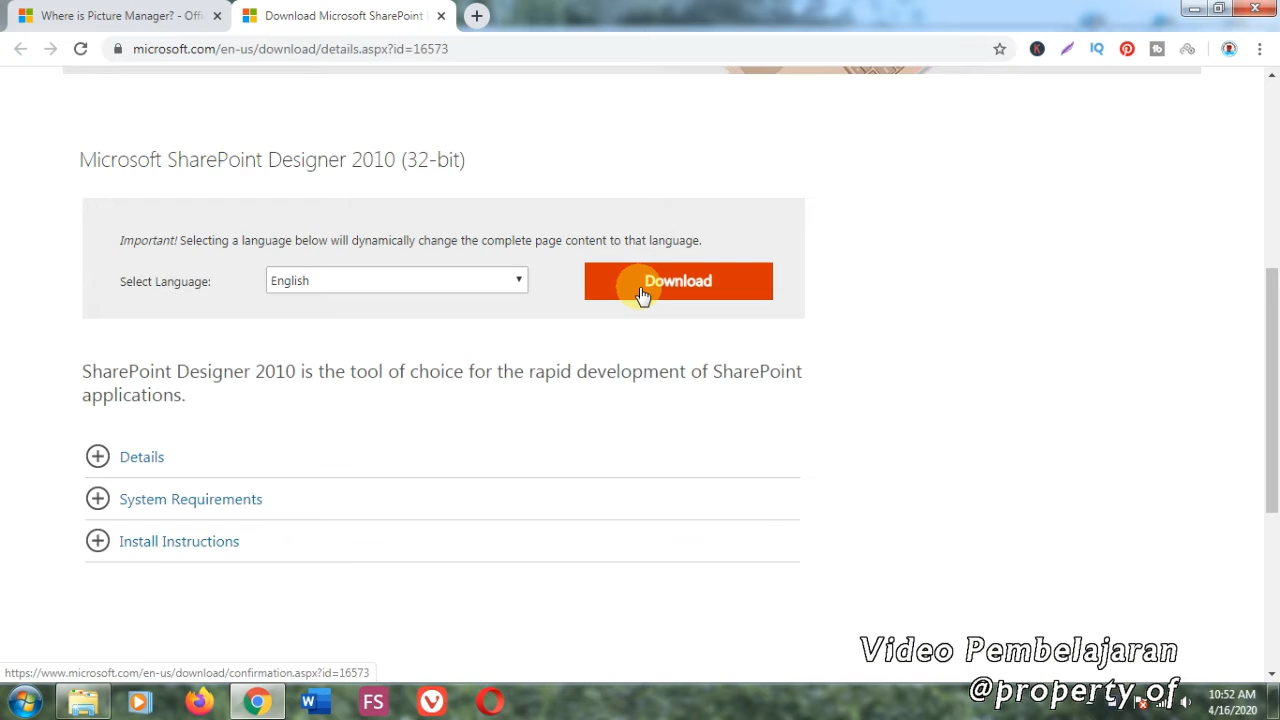 Where is Picture Manager? - Offi
Download Microsoft SharePoint
microsoft.com/en-us/download/details.aspx?id=16573
K
IQ
Microsoft SharePoint Designer 2010 (32-bit)
Important! Selecting a language below will dynamically change the complete page content to that language.
Select Language:
English
Download
SharePoint Designer 2010 is the tool of choice for the rapid development of SharePoint
applications.
Details
System Requirements
Install Instructions
Video Pembelajaran
https://www.microsoft.com/en-us/download/confirmation.aspx?id=16573
@property.of
W
FS
10:52 AM
4/16/2020